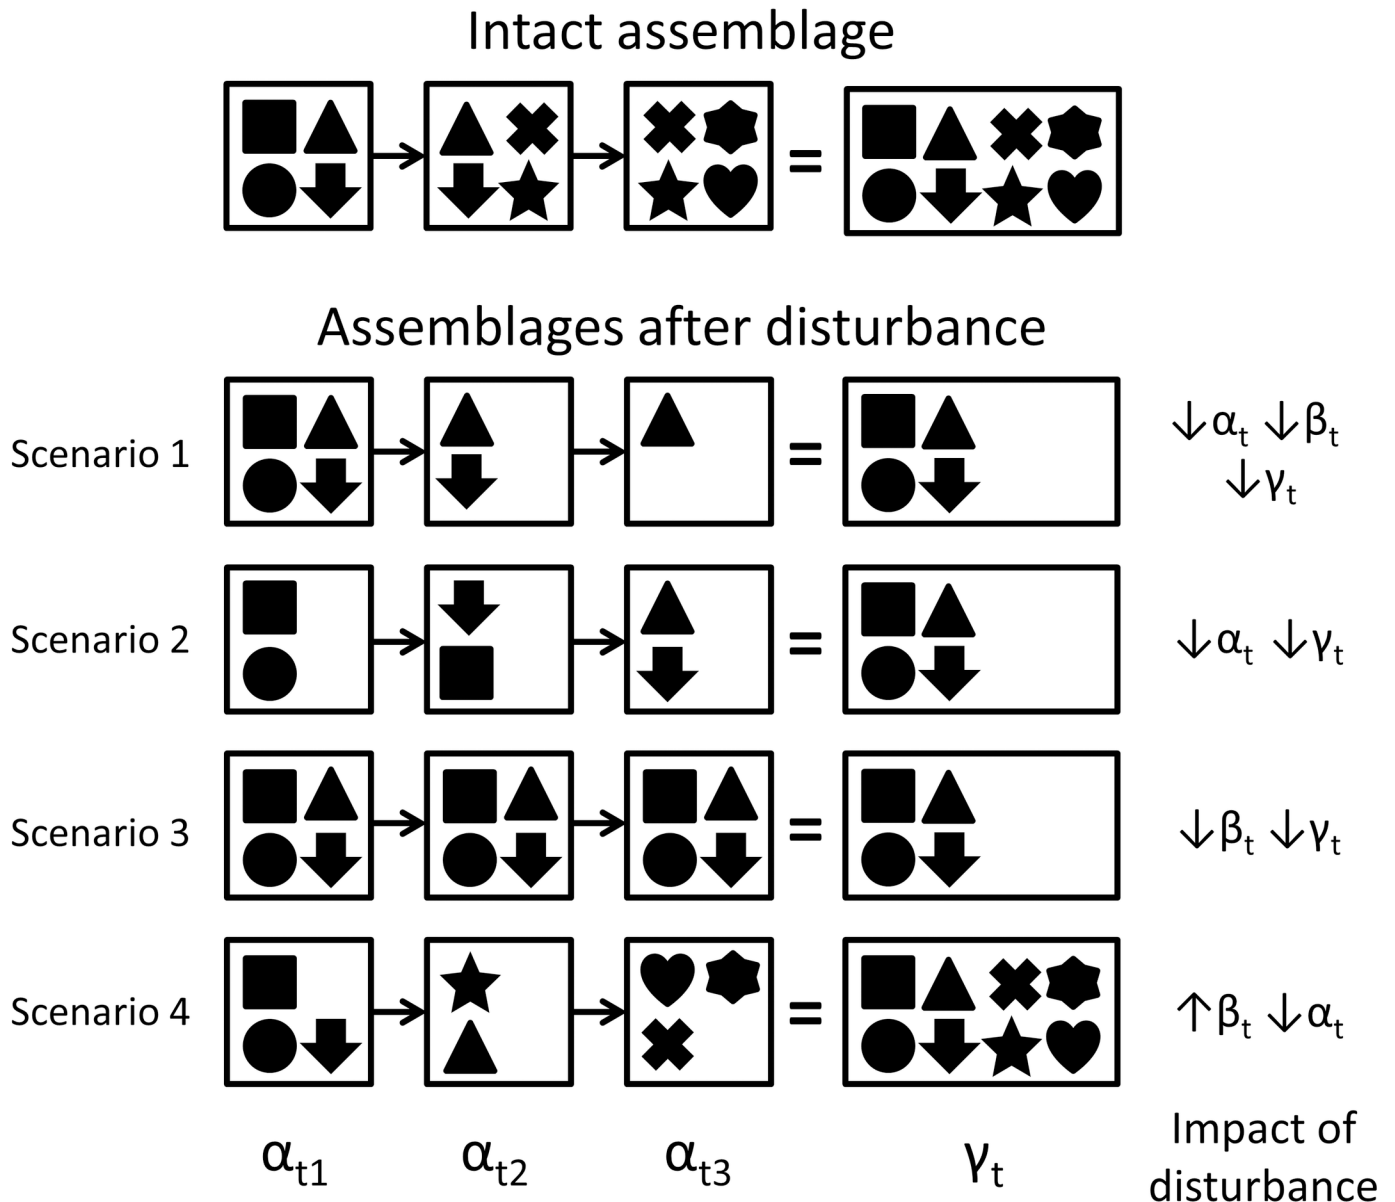 Intact assemblage
=
Assemblages after disturbance
Scenario 1
=
↓αt ↓βt
↓γt
Scenario 2
=
↓αt ↓γt
Scenario 3
=
↓βt ↓γt
Scenario 4
=
↑βt ↓αt
αt1 αt2 αt3 γt
Impact of
disturbance